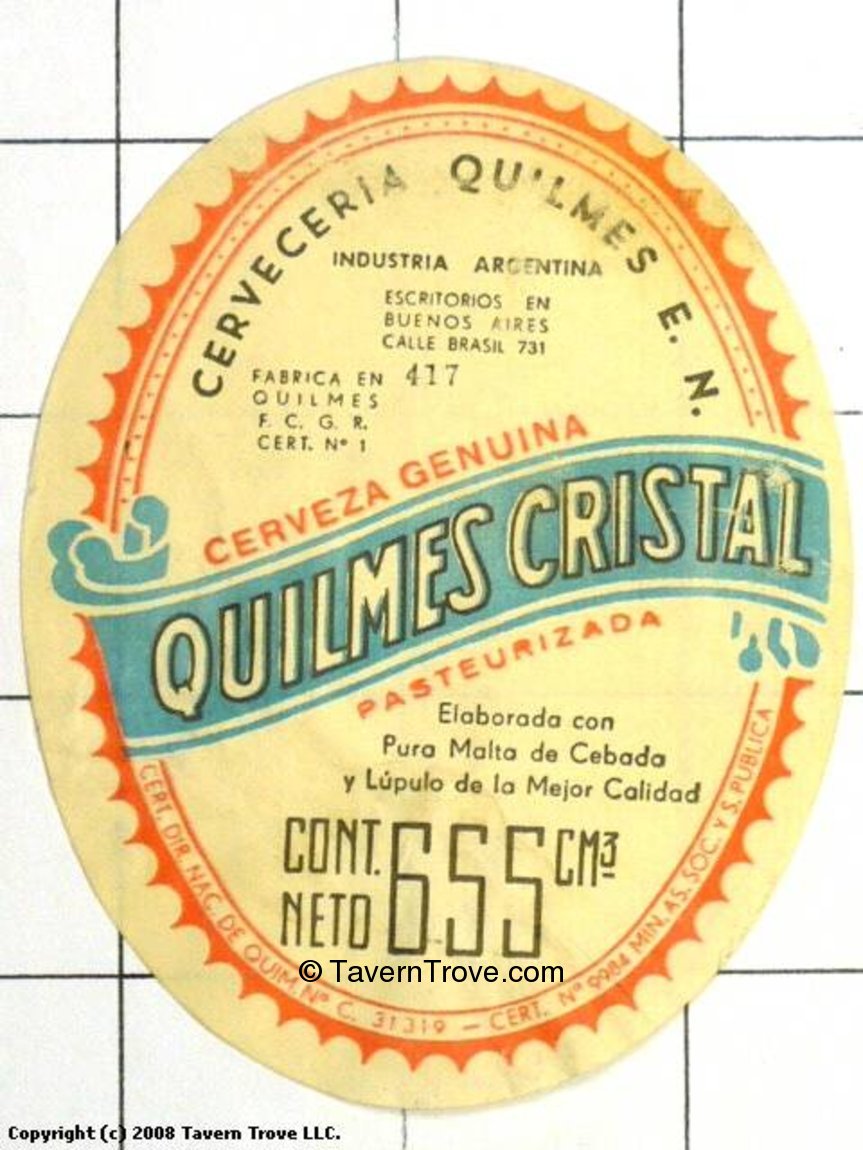 CERVECERIA QUILMES E. N.
INDUSTRIA ARGENTINA
ESCRITORIOS EN
BUENOS AIRES
CALLE BRASIL 731
FABRICA EN 417
QUILMES
F. C. G. R.
CERT. Nº 1
CERVEZA GENUINA
QUILMES CRISTAL
PASTEURIZADA
Elaborada con
Pura Malta de Cebada
y Lúpulo de la Mejor Calidad
CONT. NETO 655 CM3
CERT. DIR. NAC. DE QUIM. Nº C. 31319 — CERT. Nº 9984 MIN. AS. SOC. Y S. PUBLICA
© TavernTrove.com
Copyright (c) 2008 Tavern Trove LLC.